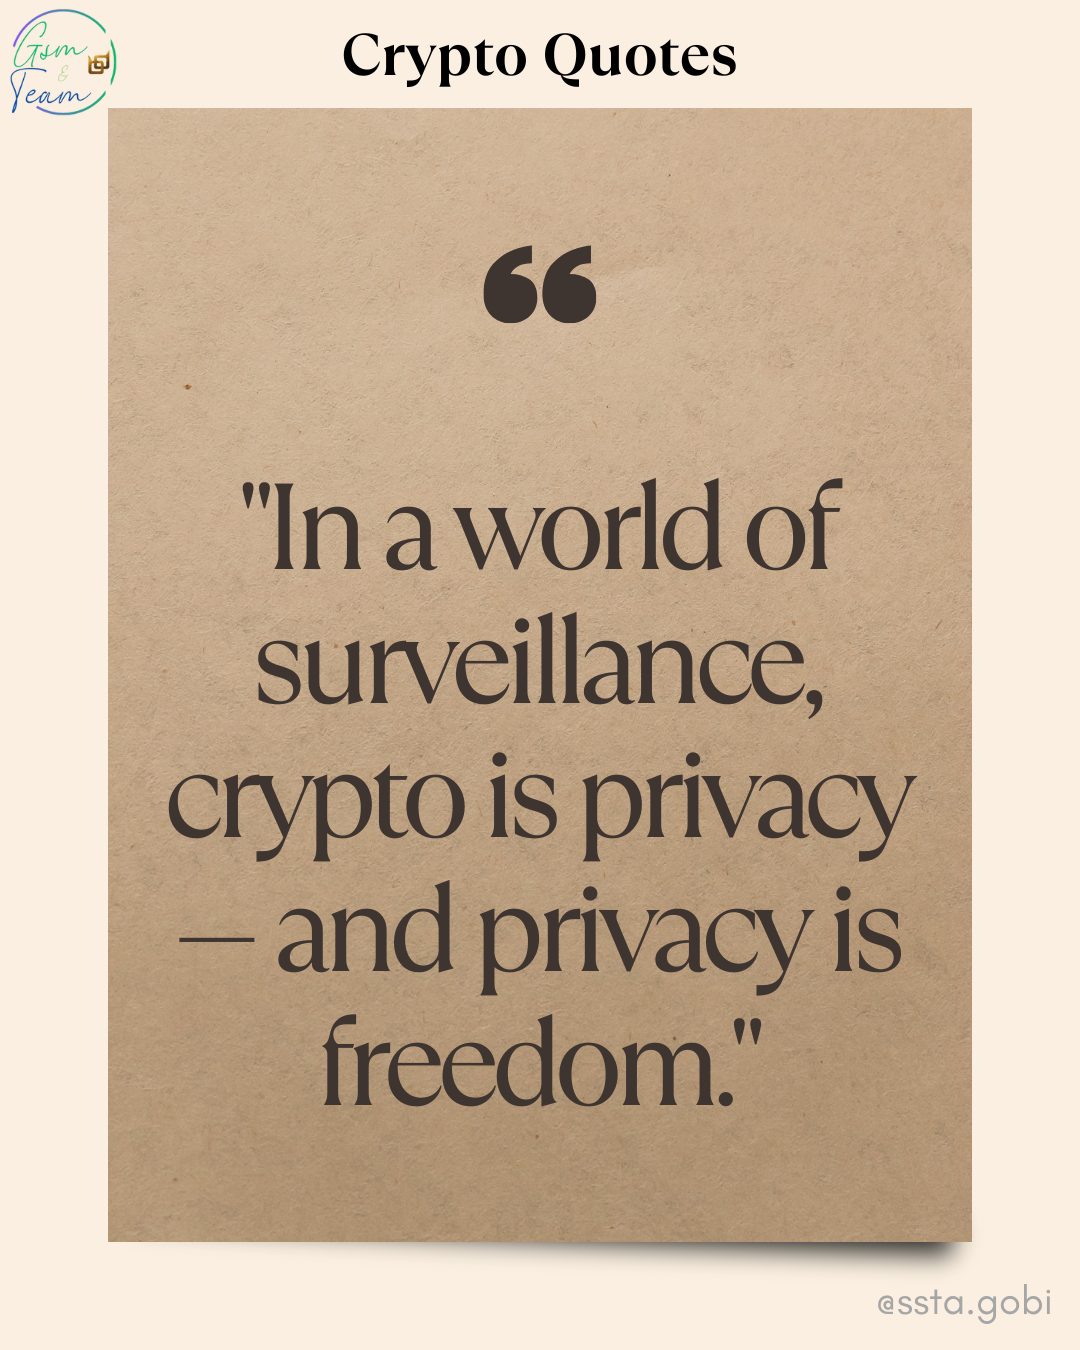 Gsm
&
Team
Crypto Quotes
“
"In a world of
surveillance,
crypto is privacy
— and privacy is
freedom."
@ssta.gobi